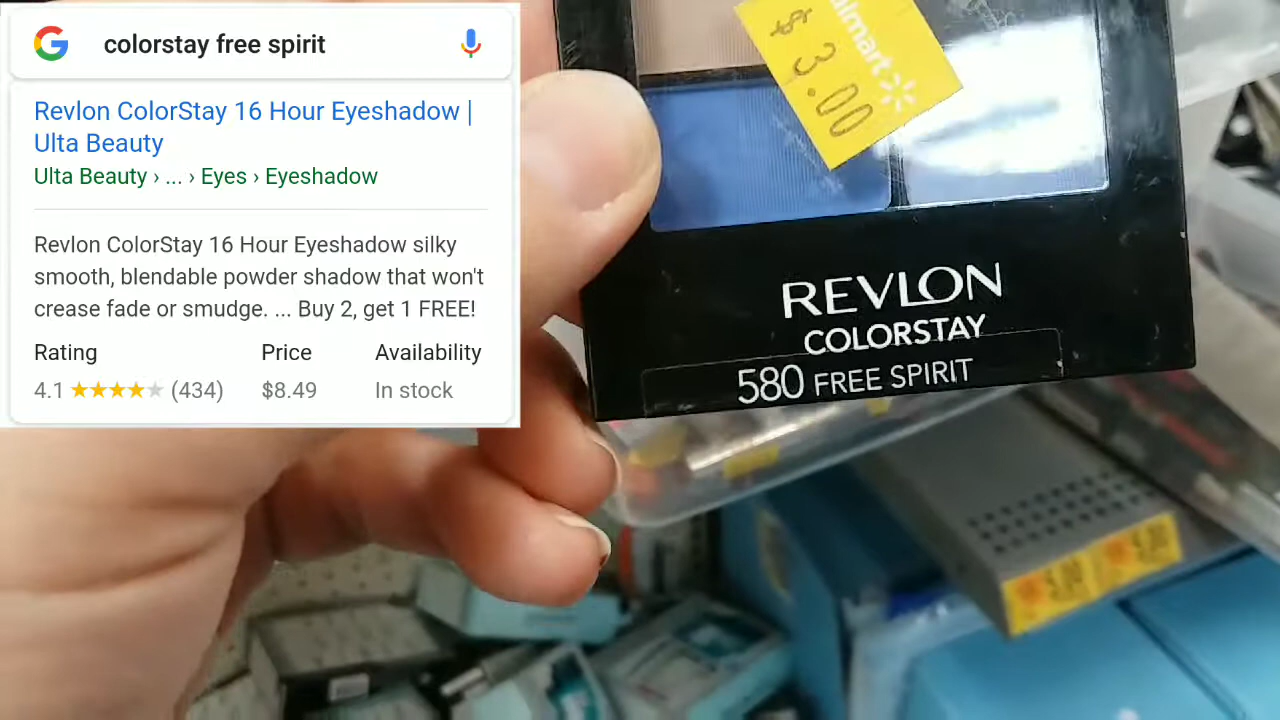 colorstay free spirit
Revlon ColorStay 16 Hour Eyeshadow |
Ulta Beauty
Ulta Beauty › ... › Eyes › Eyeshadow
Revlon ColorStay 16 Hour Eyeshadow silky
smooth, blendable powder shadow that won't
crease fade or smudge. ... Buy 2, get 1 FREE!
Rating Price Availability
4.1 (434) $8.49 In stock
almart
$3.00
REVLON
COLORSTAY
580 FREE SPIRIT